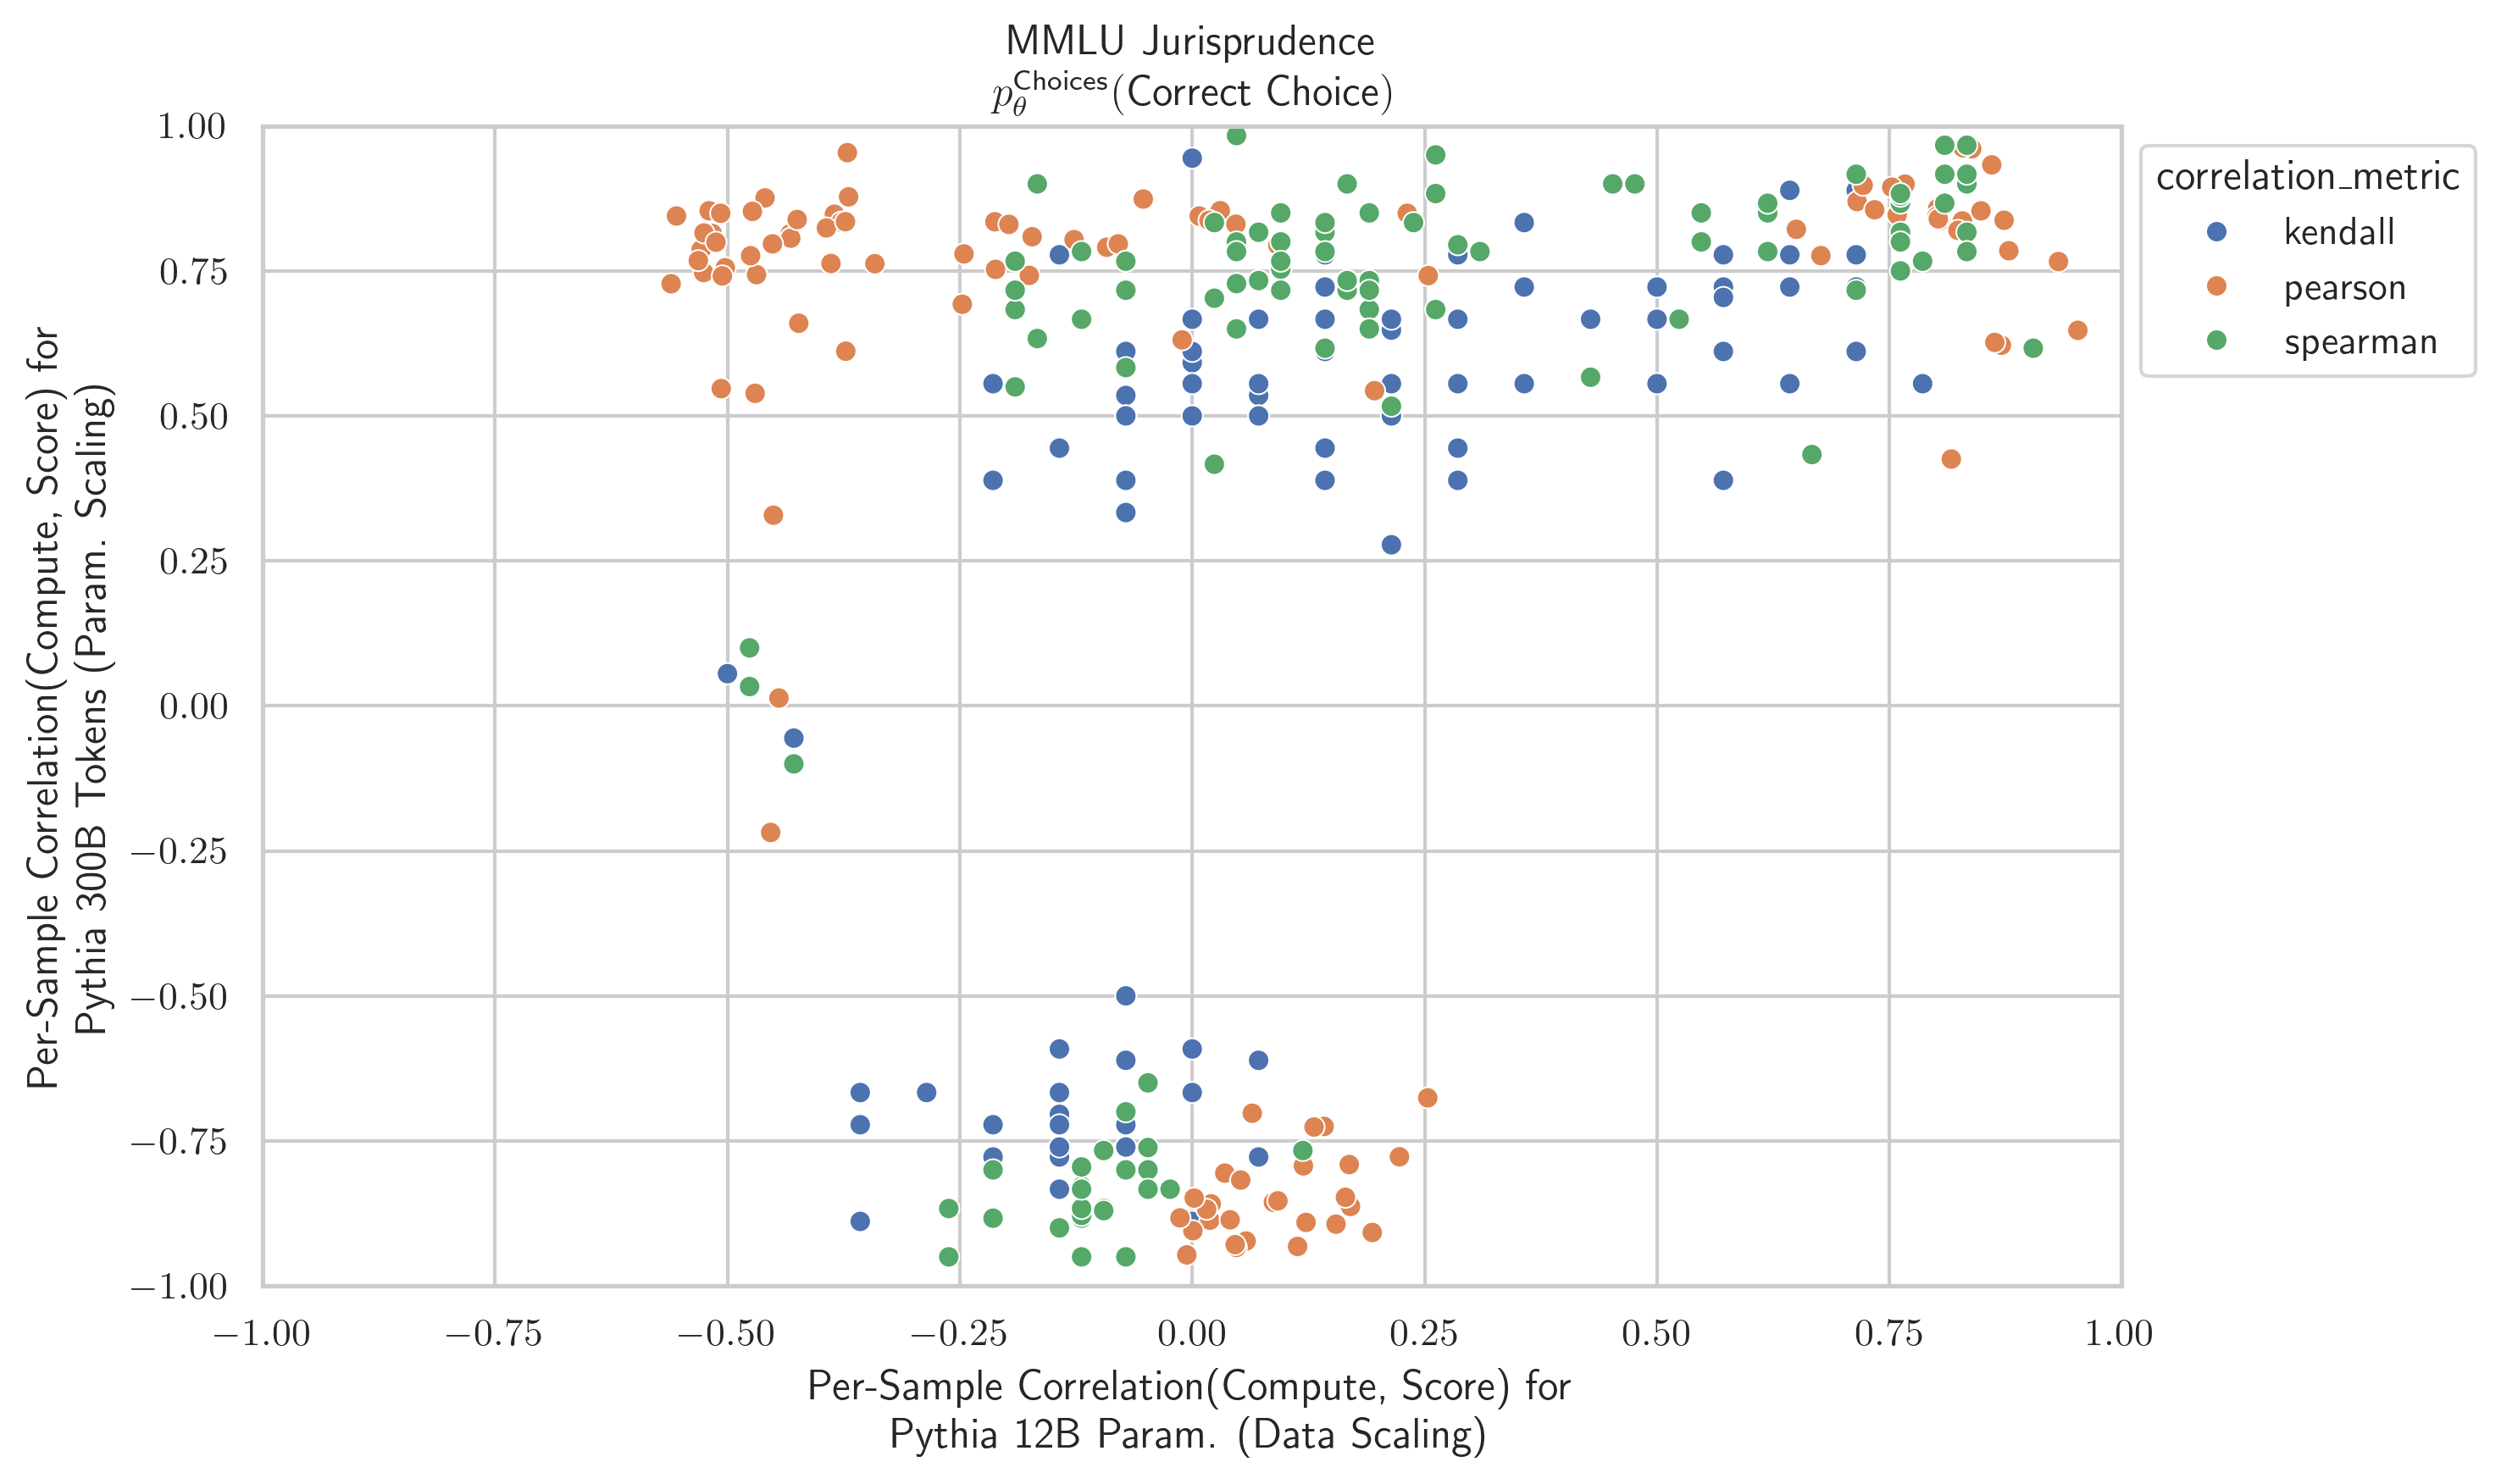 MMLU Jurisprudence
p_θ^Choices(Correct Choice)
Per-Sample Correlation(Compute, Score) for
Pythia 300B Tokens (Param. Scaling)
1.00
0.75
0.50
0.25
0.00
−0.25
−0.50
−0.75
−1.00
−1.00 −0.75 −0.50 −0.25 0.00 0.25 0.50 0.75 1.00
Per-Sample Correlation(Compute, Score) for
Pythia 12B Param. (Data Scaling)
correlation_metric
kendall
pearson
spearman